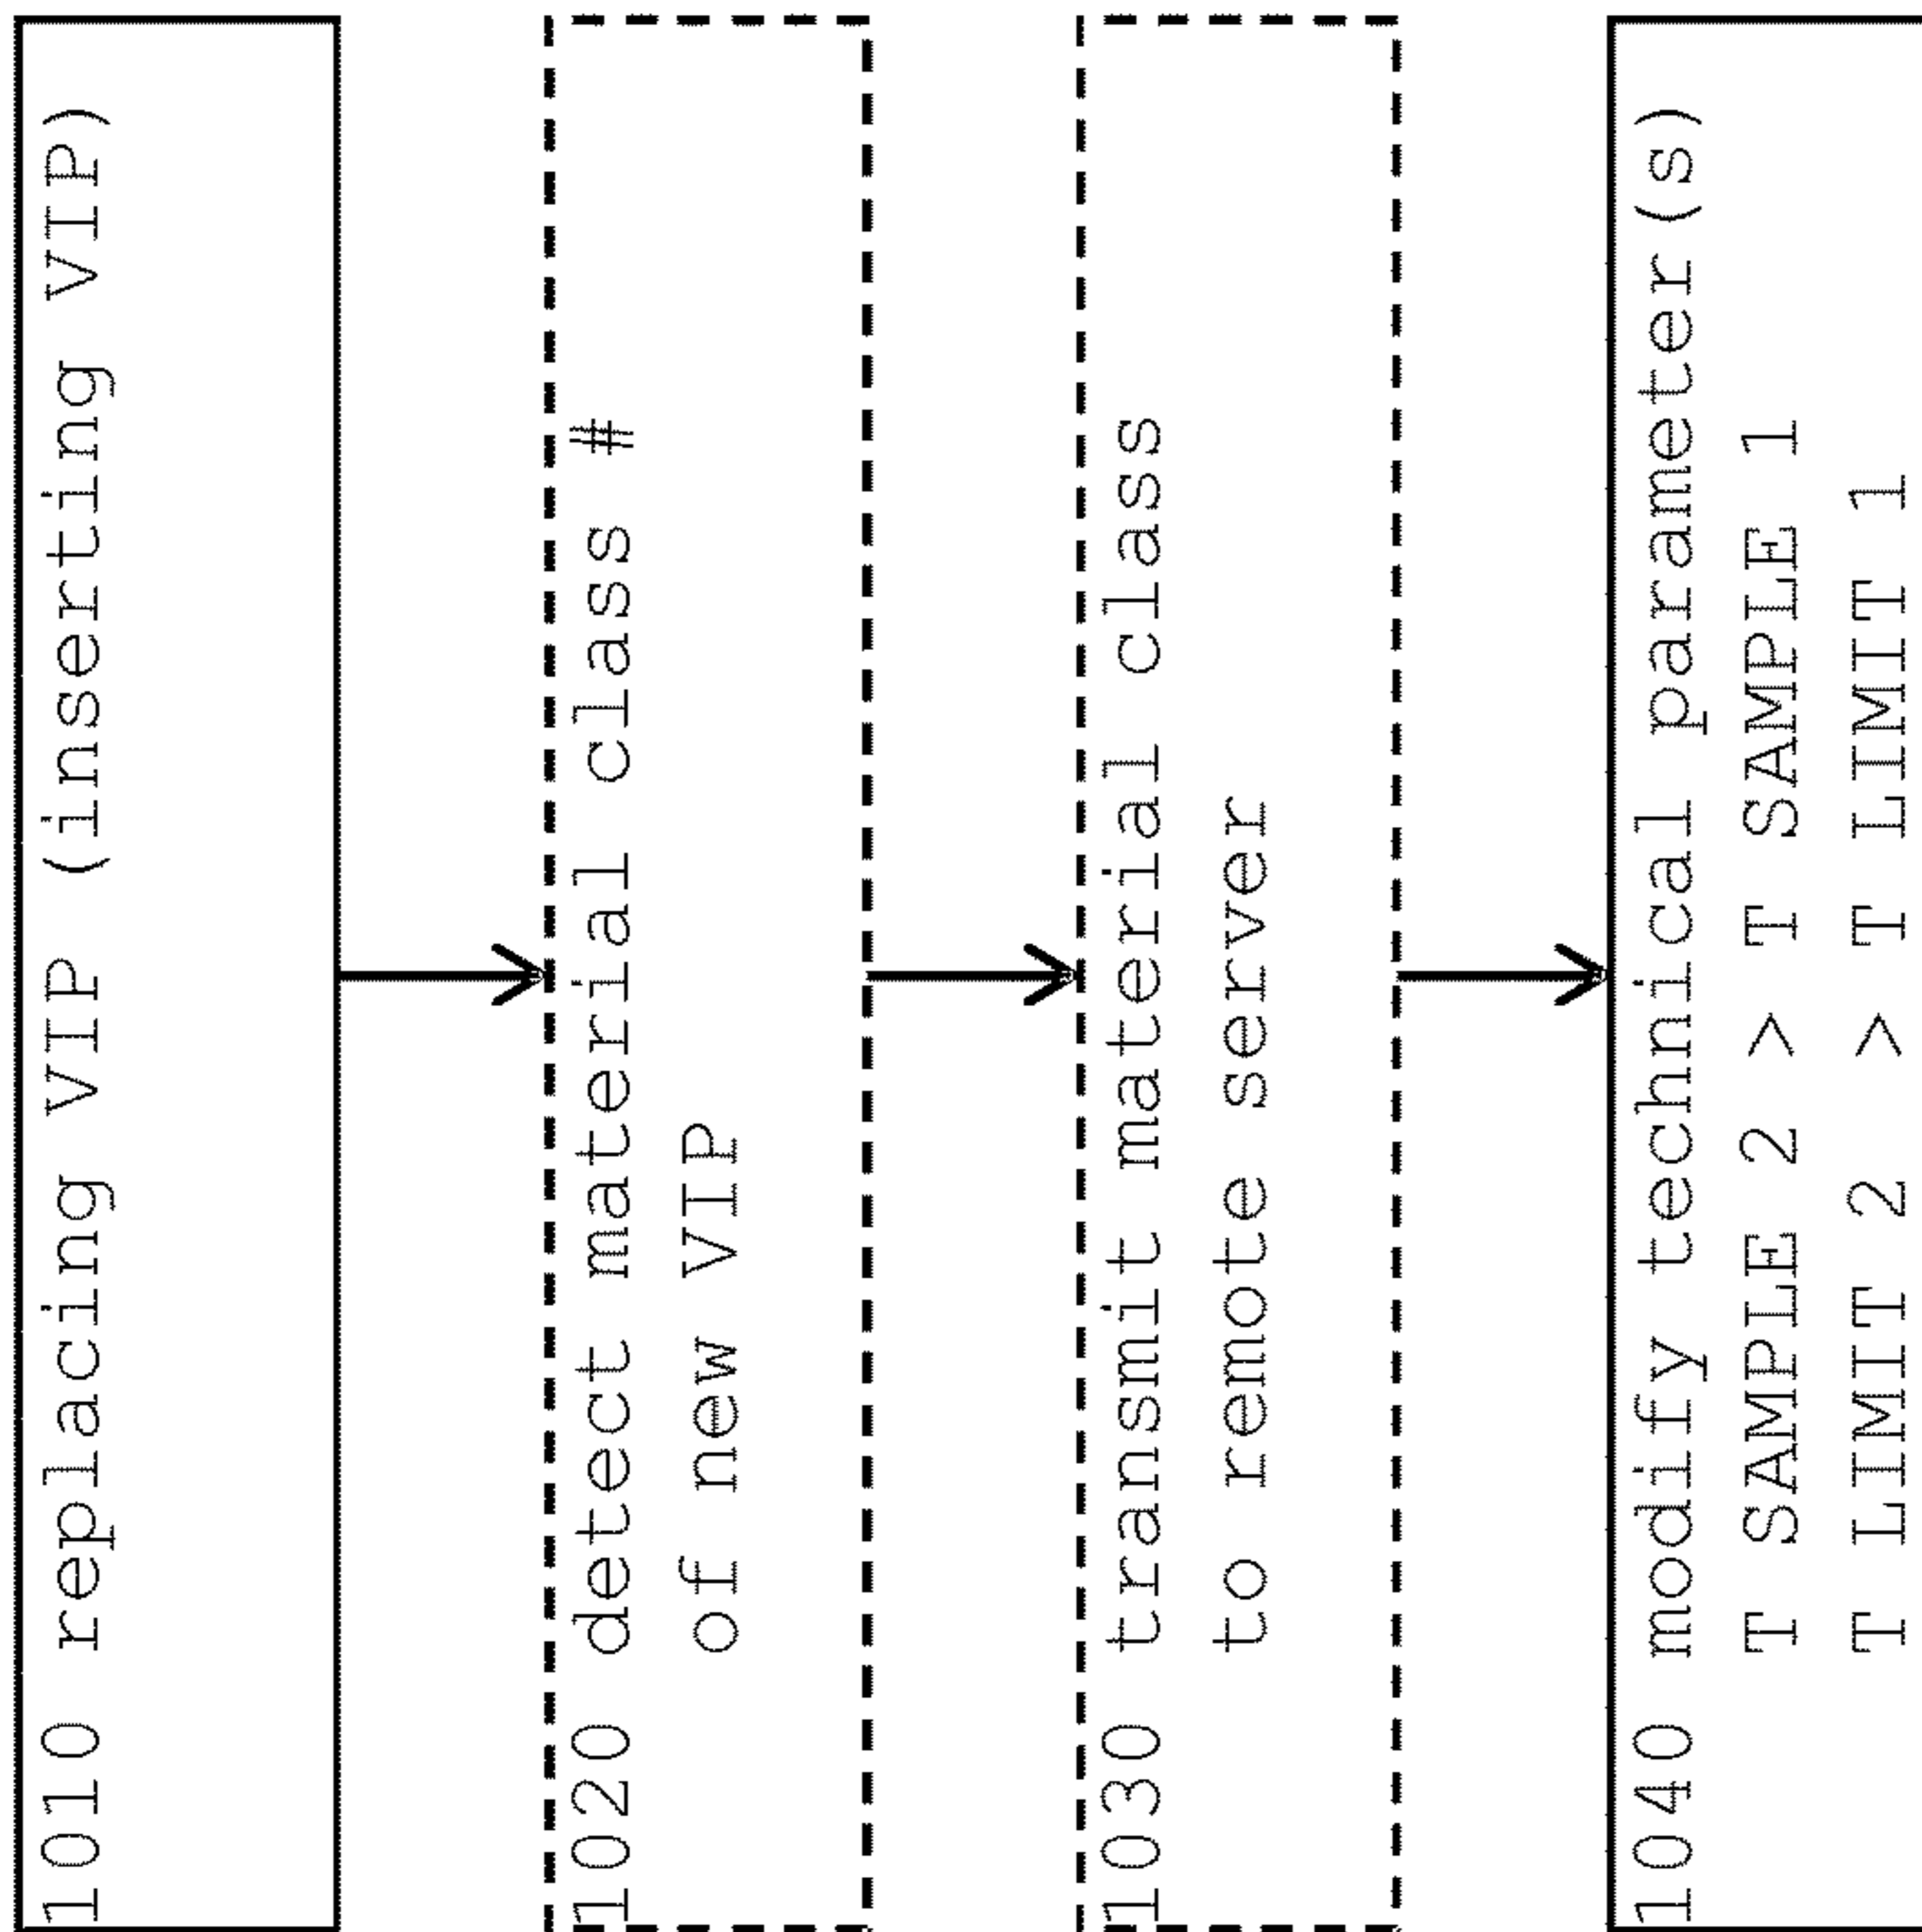 1010 replacing VIP (inserting VIP)
1020 detect material class #
of new VIP
1030 transmit material class
to remote server
1040 modify technical parameter(s)
T SAMPLE 2 > T SAMPLE 1
T LIMIT 2 > T LIMIT 1